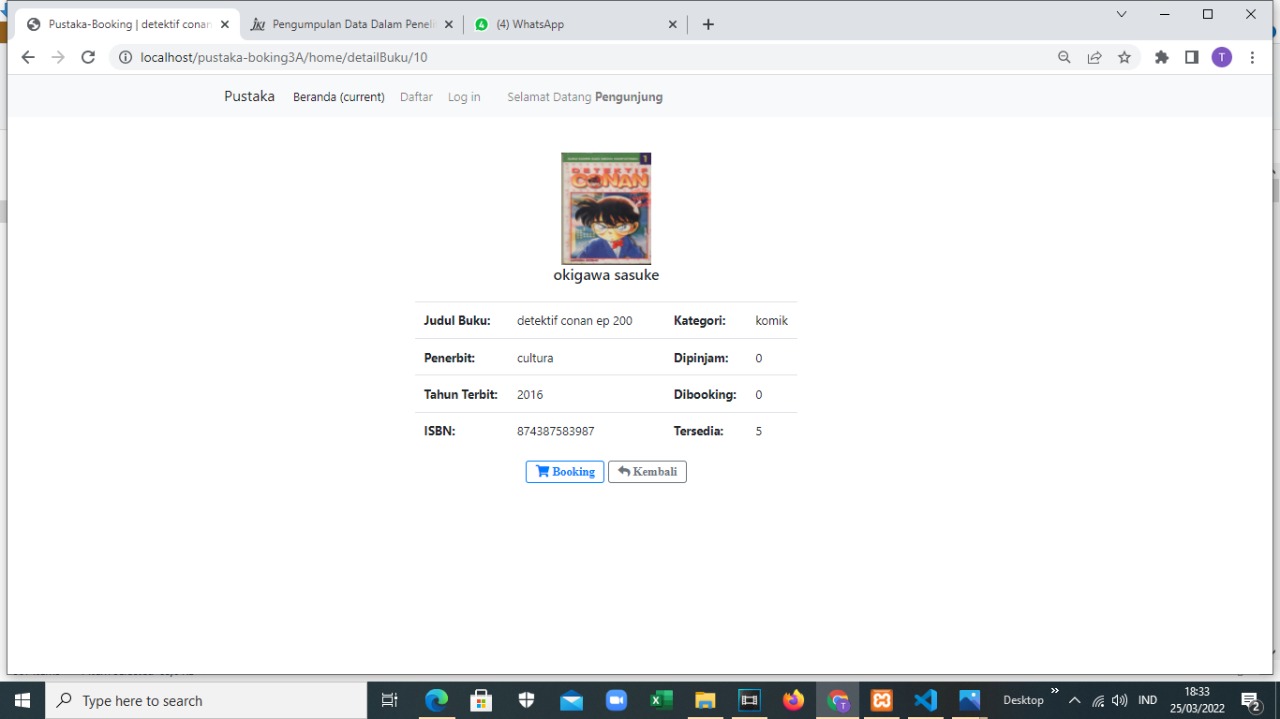 Pustaka-Booking | detektif conan
Pengumpulan Data Dalam Peneli
(4) WhatsApp
localhost/pustaka-boking3A/home/detailBuku/10
T
Pustaka Beranda (current) Daftar Log in Selamat Datang Pengunjung
1
DETEKTIF
CONAN
okigawa sasuke
Judul Buku: detektif conan ep 200 Kategori: komik
Penerbit: cultura Dipinjam: 0
Tahun Terbit: 2016 Dibooking: 0
ISBN: 874387583987 Tersedia: 5
Booking Kembali
Type here to search
Desktop
IND
18:33
25/03/2022
2